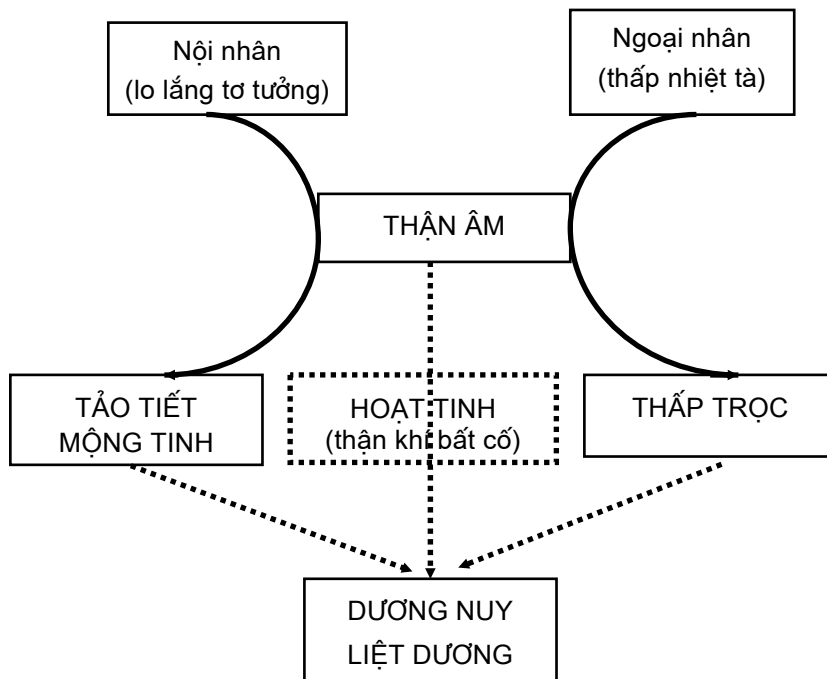 Nội nhân
(lo lắng tơ tưởng)
Ngoại nhân
(thấp nhiệt tà)
THẬN ÂM
TẢO TIẾT
MỘNG TINH
HOẠT TINH
(thận khí bất cố)
THẤP TRỌC
DƯƠNG NUY
LIỆT DƯƠNG